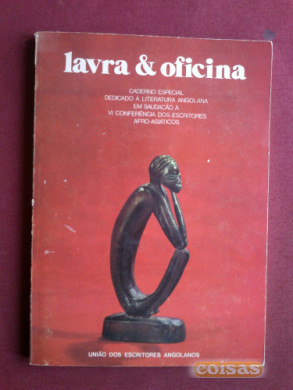 lavra & oficina
CADERNO ESPECIAL
DEDICADO À LITERATURA ANGOLANA
EM SAUDAÇÃO À
VI CONFERÊNCIA DOS ESCRITORES
AFRO-ASIÁTICOS
UNIÃO DOS ESCRITORES ANGOLANOS
coisas